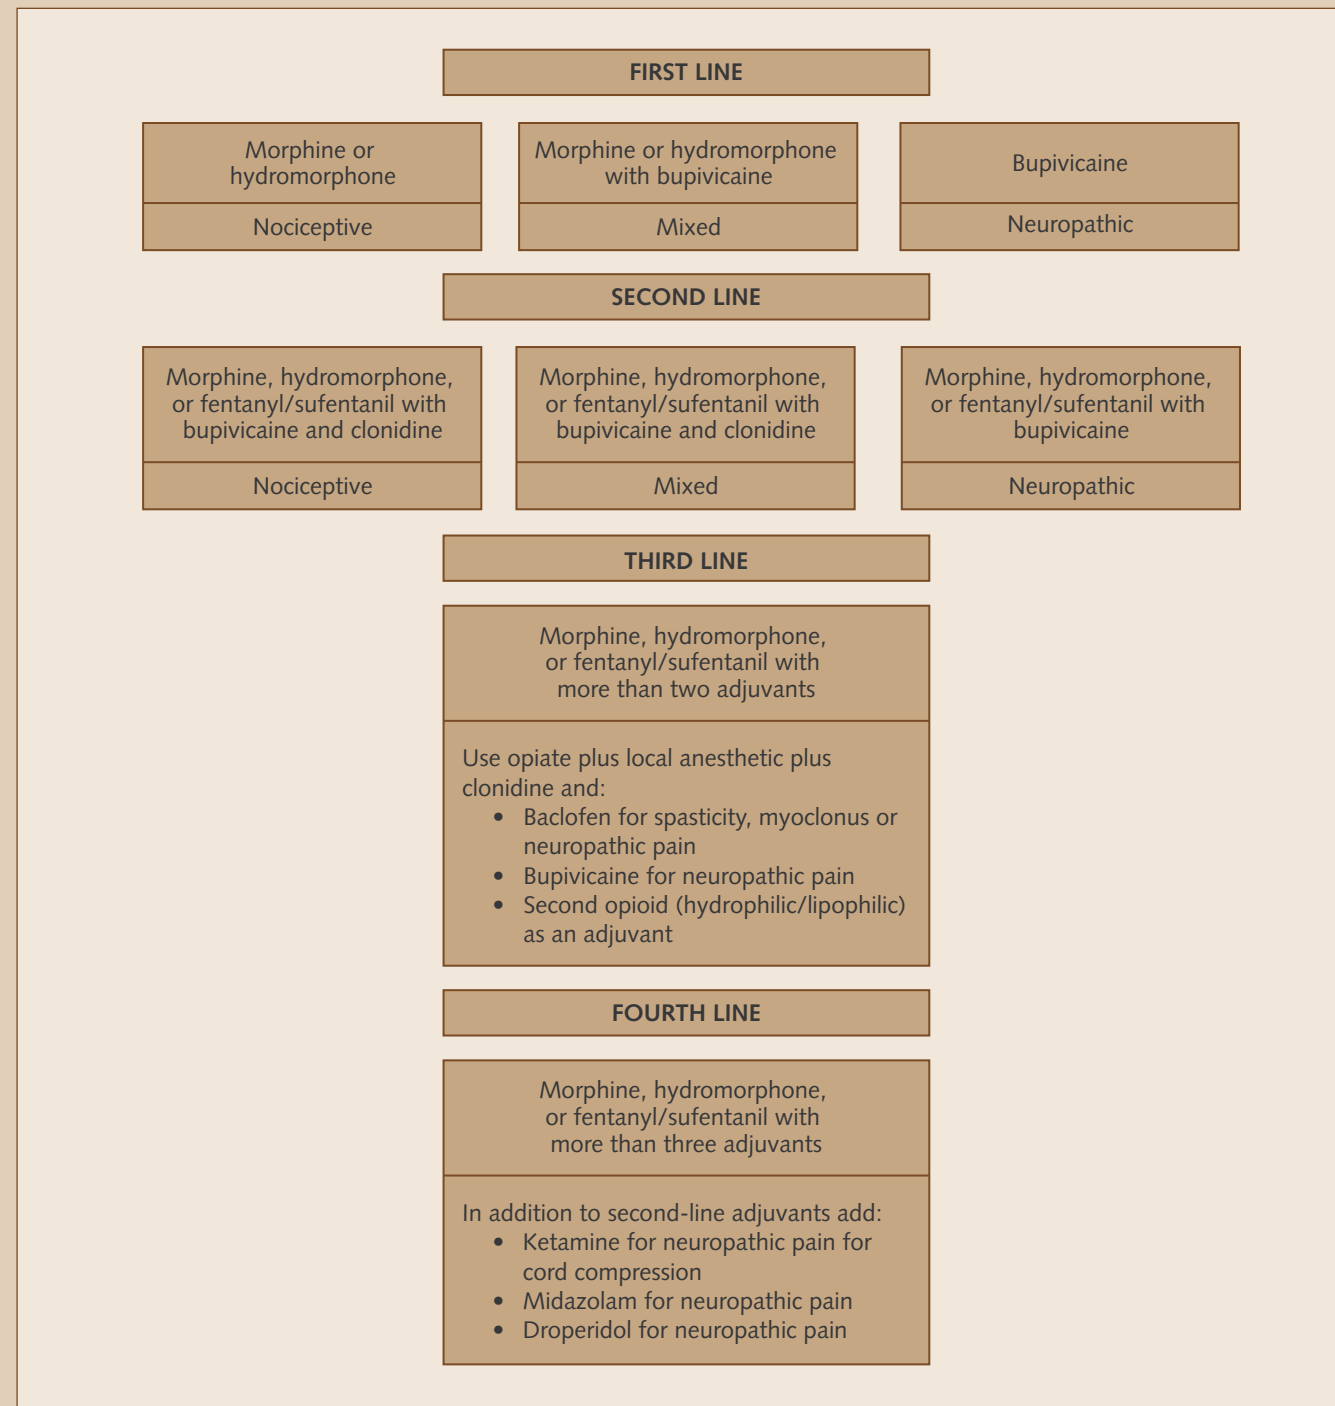 FIRST LINE
Morphine or
hydromorphone
Nociceptive
Morphine or hydromorphone
with bupivicaine
Mixed
Bupivicaine
Neuropathic
SECOND LINE
Morphine, hydromorphone,
or fentanyl/sufentanil with
bupivicaine and clonidine
Nociceptive
Morphine, hydromorphone,
or fentanyl/sufentanil with
bupivicaine and clonidine
Mixed
Morphine, hydromorphone,
or fentanyl/sufentanil with
bupivicaine
Neuropathic
THIRD LINE
Morphine, hydromorphone,
or fentanyl/sufentanil with
more than two adjuvants
Use opiate plus local anesthetic plus
clonidine and:
• Baclofen for spasticity, myoclonus or
neuropathic pain
• Bupivicaine for neuropathic pain
• Second opioid (hydrophilic/lipophilic)
as an adjuvant
FOURTH LINE
Morphine, hydromorphone,
or fentanyl/sufentanil with
more than three adjuvants
In addition to second-line adjuvants add:
• Ketamine for neuropathic pain for
cord compression
• Midazolam for neuropathic pain
• Droperidol for neuropathic pain